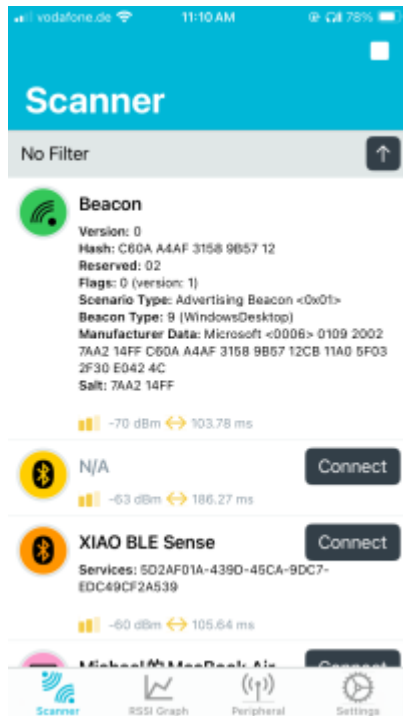 vodafone.de 11:10 AM 78%
Scanner
No Filter
Beacon
Version: 0
Hash: C60A A4AF 3158 9B57 12
Reserved: 02
Flags: 0 (version: 1)
Scenario Type: Advertising Beacon <0x01>
Beacon Type: 9 (WindowsDesktop)
Manufacturer Data: Microsoft <0006> 0109 2002
7AA2 14FF C60A A4AF 3158 9B57 12CB 11A0 5F03
2F30 E042 4C
Salt: 7AA2 14FF
-70 dBm 103.78 ms
N/A Connect
-63 dBm 186.27 ms
XIAO BLE Sense Connect
Services: 5D2AF01A-439D-45CA-9DC7-
EDC49CF2A539
-60 dBm 105.64 ms
MacBook Air Connect
Scanner RSSI Graph Peripheral Settings